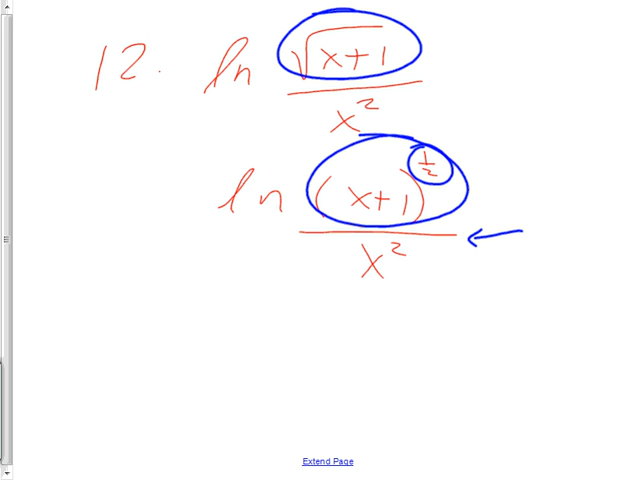 12. ln √(x+1)
x²
ln (x+1)^(1/2)
x²
Extend Page